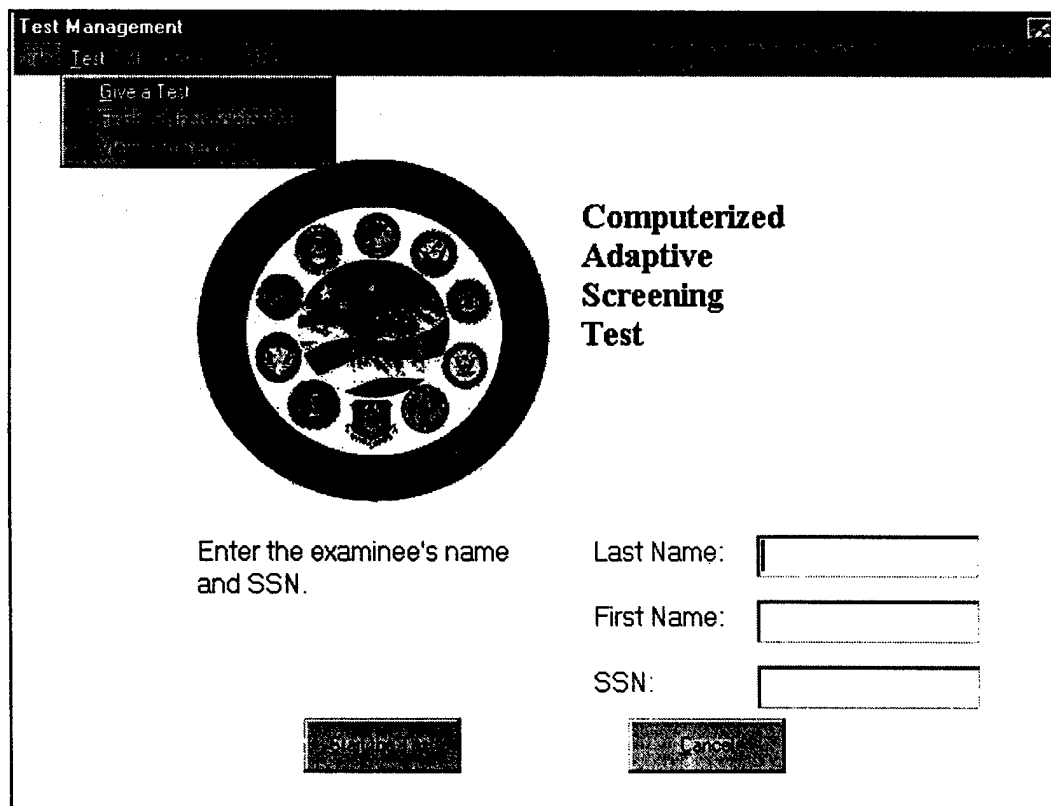 Test Management
Test
Give a Test
Computerized
Adaptive
Screening
Test
Enter the examinee's name
and SSN.
Last Name:
First Name:
SSN:
Cancel